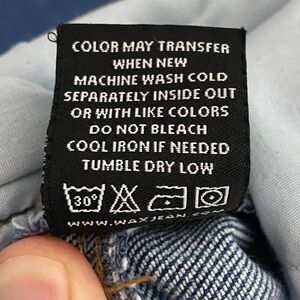 COLOR MAY TRANSFER
WHEN NEW
MACHINE WASH COLD
SEPARATELY INSIDE OUT
OR WITH LIKE COLORS
DO NOT BLEACH
COOL IRON IF NEEDED
TUMBLE DRY LOW
30°
WWW.WAXJEAN.COM